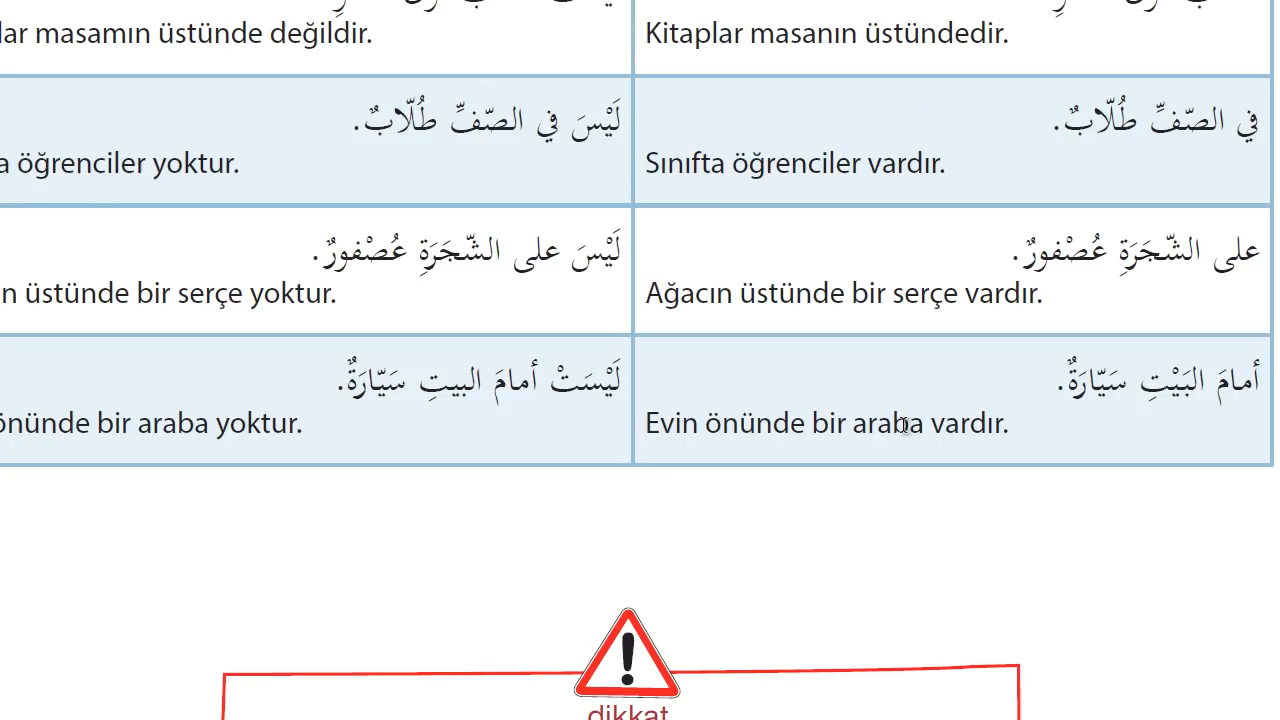 masamın üstünde değildir.
Kitaplar masanın üstündedir.
لَيْسَ في الصّفِّ طُلّابٌ.
في الصّفِّ طُلّابٌ.
öğrenciler yoktur.
Sınıfta öğrenciler vardır.
لَيْسَ على الشّجَرَةِ عُصْفورٌ.
على الشّجَرَةِ عُصْفورٌ.
üstünde bir serçe yoktur.
Ağacın üstünde bir serçe vardır.
لَيْسَتْ أمامَ البيتِ سَيّارَةٌ.
أمامَ البَيْتِ سَيّارَةٌ.
önünde bir araba yoktur.
Evin önünde bir araba vardır.
dikkat